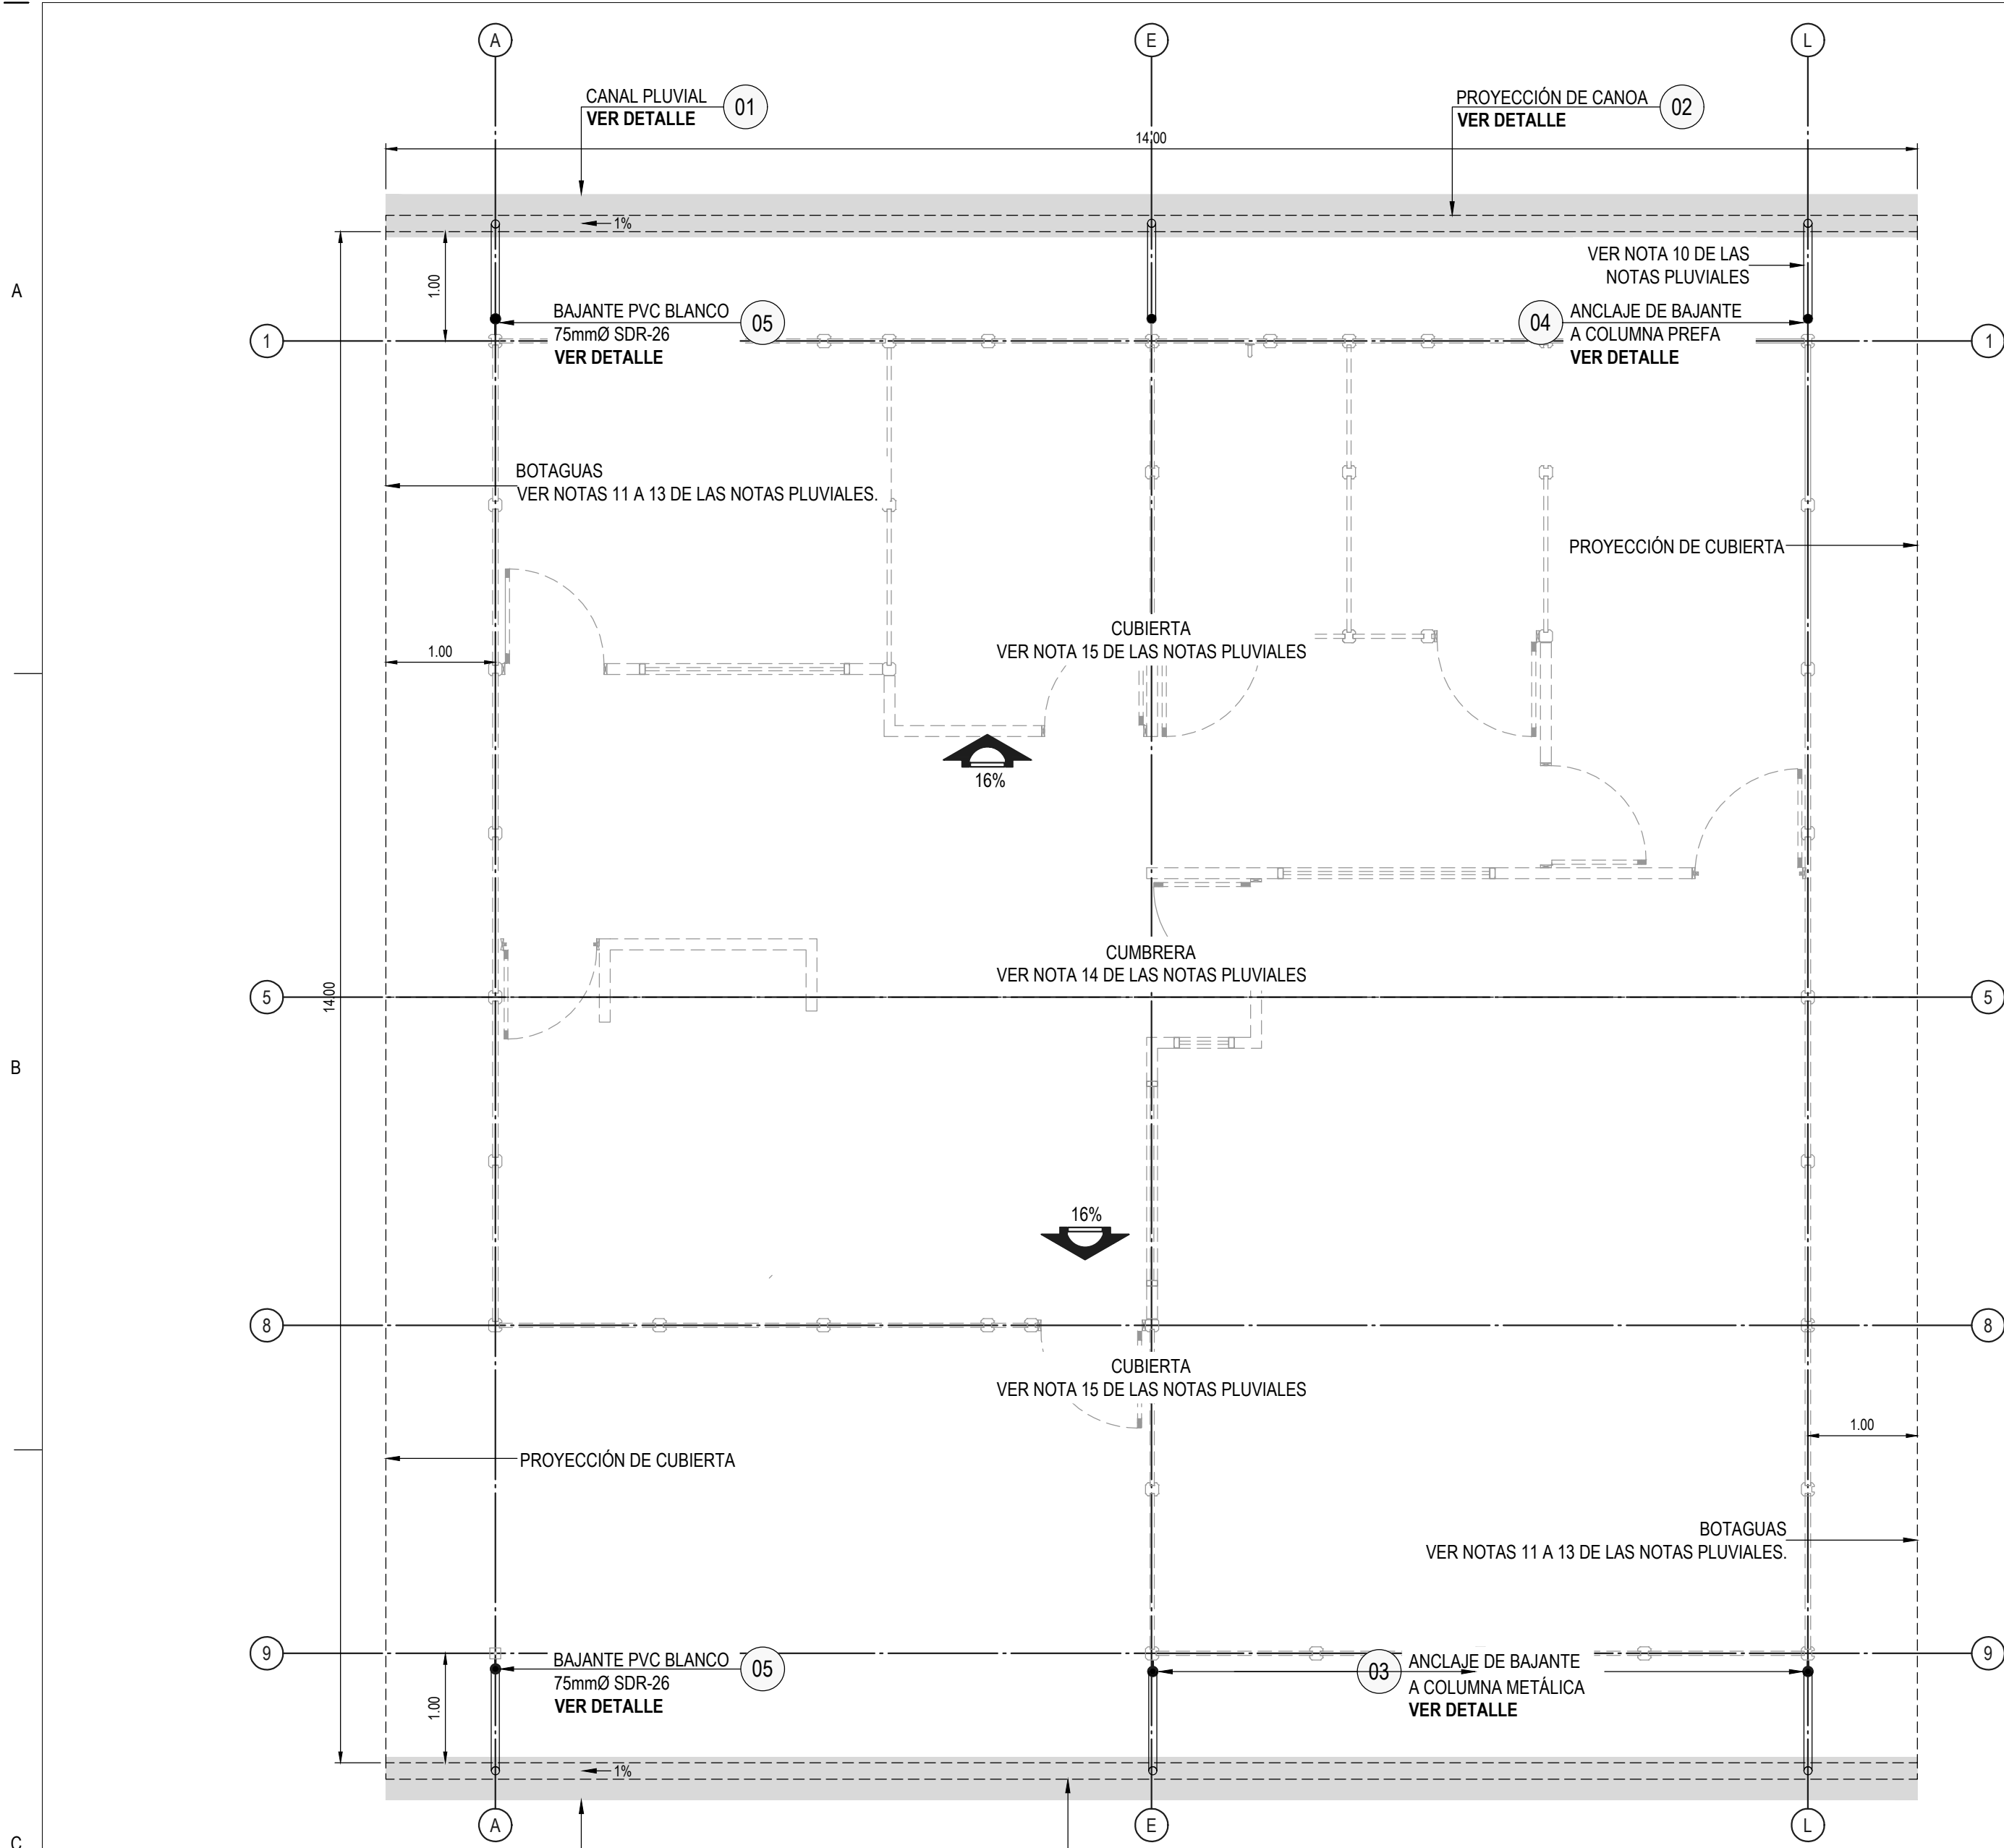 A
E
L
CANAL PLUVIAL
VER DETALLE
01
PROYECCIÓN DE CANOA
VER DETALLE
02
14.00
1%
1.00
VER NOTA 10 DE LAS
NOTAS PLUVIALES
A
BAJANTE PVC BLANCO
75mmØ SDR-26
VER DETALLE
05
04
ANCLAJE DE BAJANTE
A COLUMNA PREFA
VER DETALLE
1
1
BOTAGUAS
VER NOTAS 11 A 13 DE LAS NOTAS PLUVIALES.
PROYECCIÓN DE CUBIERTA
CUBIERTA
VER NOTA 15 DE LAS NOTAS PLUVIALES
1.00
16%
CUMBRERA
VER NOTA 14 DE LAS NOTAS PLUVIALES
5
14.00
5
B
16%
8
8
CUBIERTA
VER NOTA 15 DE LAS NOTAS PLUVIALES
1.00
PROYECCIÓN DE CUBIERTA
BOTAGUAS
VER NOTAS 11 A 13 DE LAS NOTAS PLUVIALES.
9
9
BAJANTE PVC BLANCO
75mmØ SDR-26
VER DETALLE
05
03
ANCLAJE DE BAJANTE
A COLUMNA METÁLICA
VER DETALLE
1.00
1%
A
E
L
C